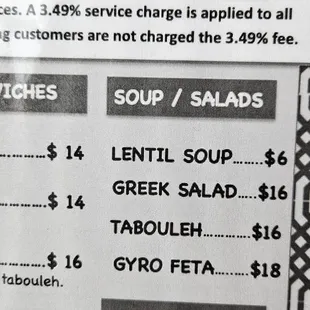 ces. A 3.49% service charge is applied to all
g customers are not charged the 3.49% fee.
VICHES
SOUP / SALADS
............$ 14
LENTIL SOUP........$6
............$ 14
GREEK SALAD.....$16
TABOULEH............$16
............$ 16
GYRO FETA.........$18
tabouleh.